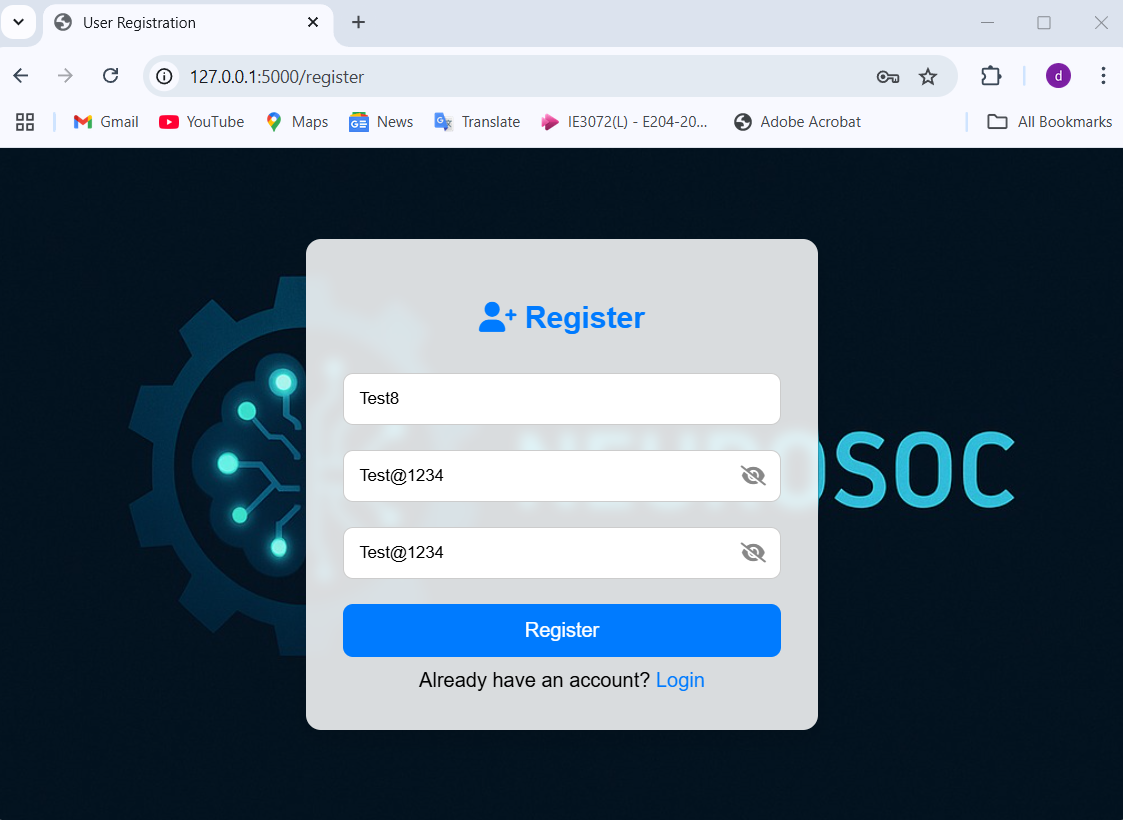 User Registration
127.0.0.1:5000/register
d
Gmail YouTube Maps News Translate IE3072(L) - E204-20... Adobe Acrobat All Bookmarks
Register
Test8
NEUROSOC
Test@1234
Test@1234
Register
Already have an account? Login